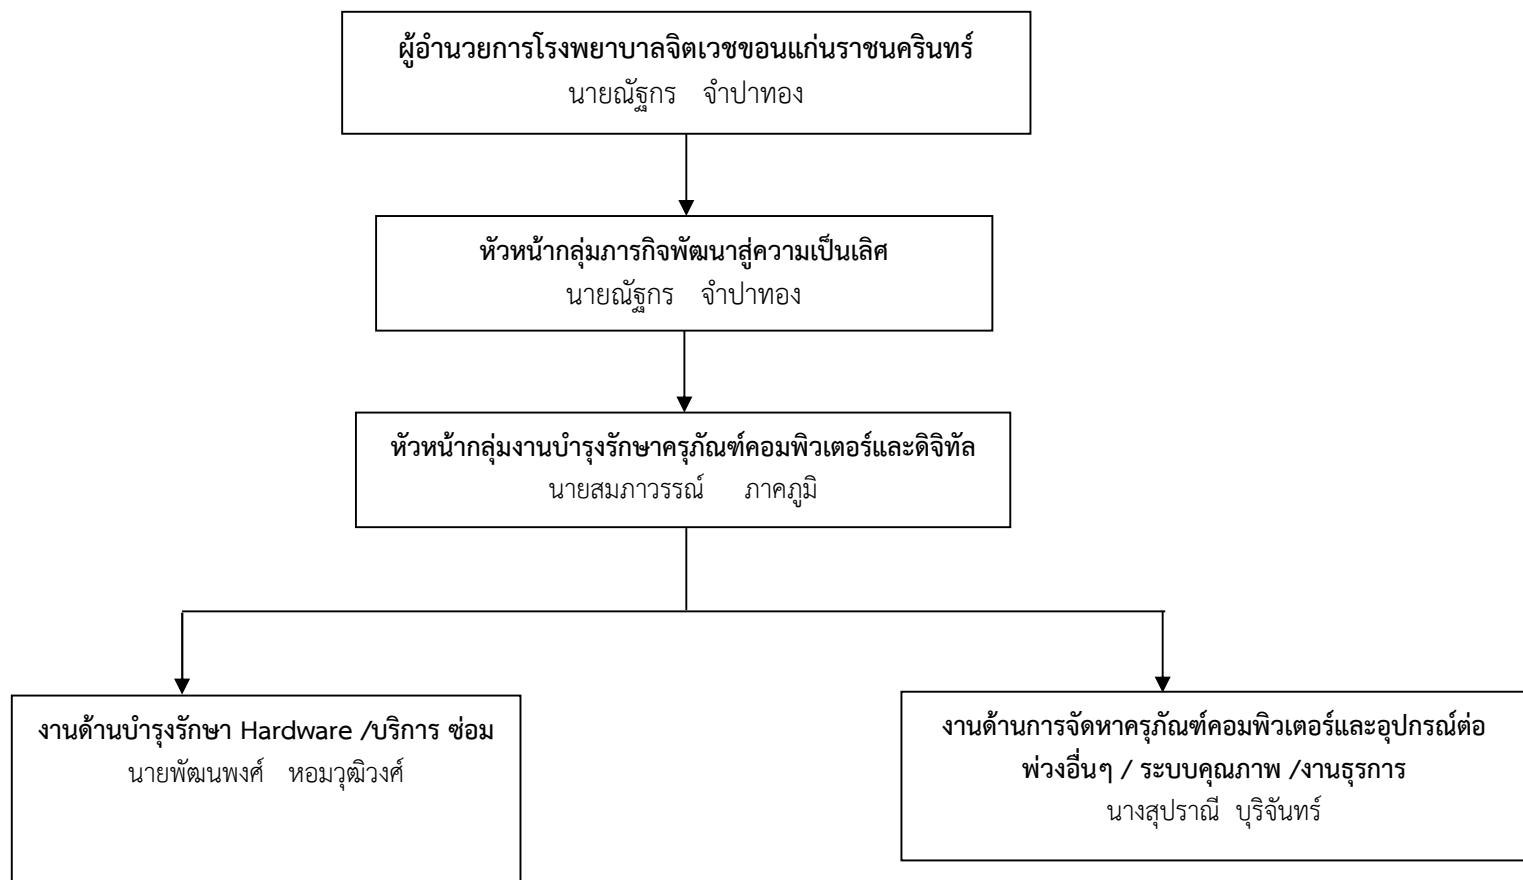 ผู้อำนวยการโรงพยาบาลจิตเวชขอนแก่นราชนครินทร์
นายณัฐกร จำปาทอง
หัวหน้ากลุ่มภารกิจพัฒนาสู่ความเป็นเลิศ
นายณัฐกร จำปาทอง
หัวหน้ากลุ่มงานบำรุงรักษาครุภัณฑ์คอมพิวเตอร์และดิจิทัล
นายสมภาวรรณ์ ภาคภูมิ
งานด้านบำรุงรักษา Hardware /บริการ ซ่อม
นายพัฒนพงศ์ หอมวุฒิวงศ์
งานด้านการจัดหาครุภัณฑ์คอมพิวเตอร์และอุปกรณ์ต่อ
พ่วงอื่นๆ / ระบบคุณภาพ /งานธุรการ
นางสุปราณี บุริจันทร์